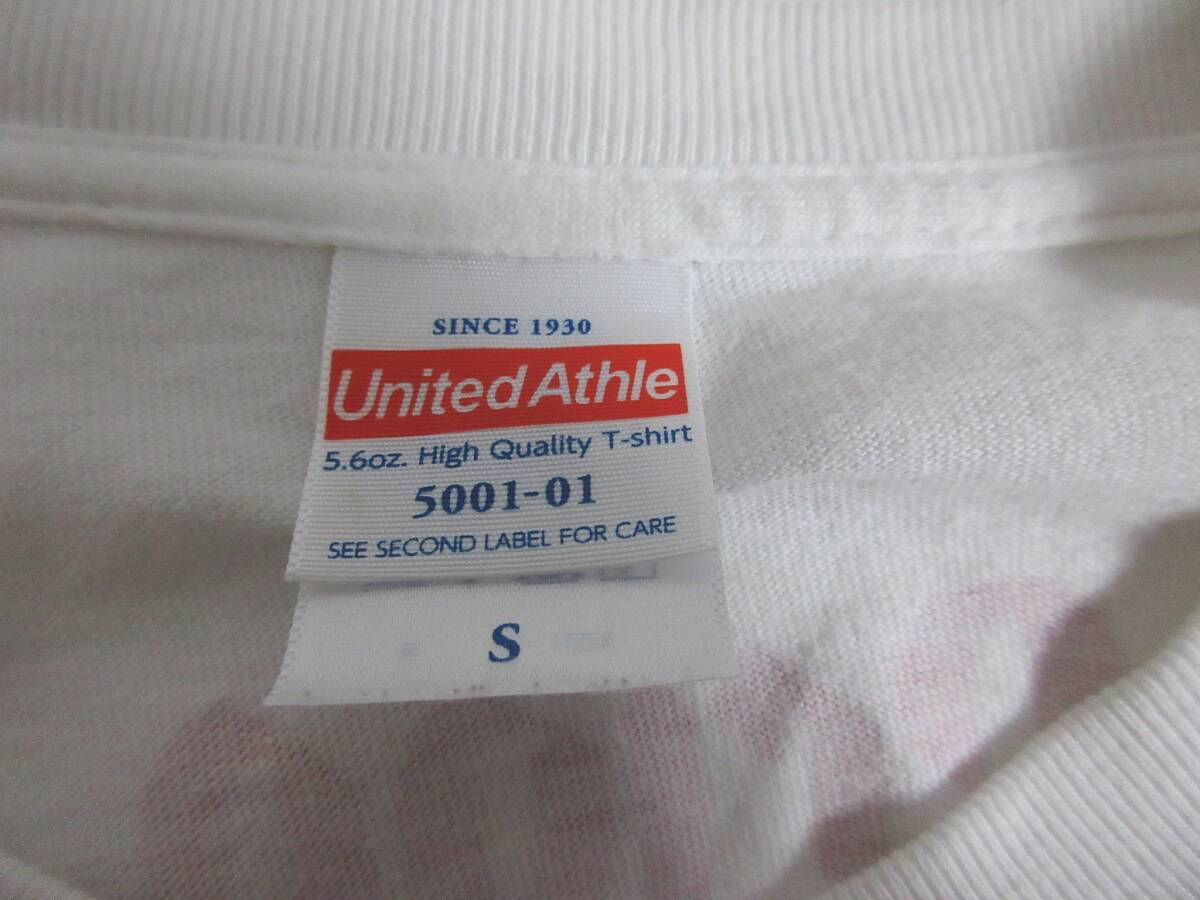 SINCE 1930
United Athle
5.6oz. High Quality T-shirt
5001-01
SEE SECOND LABEL FOR CARE
S